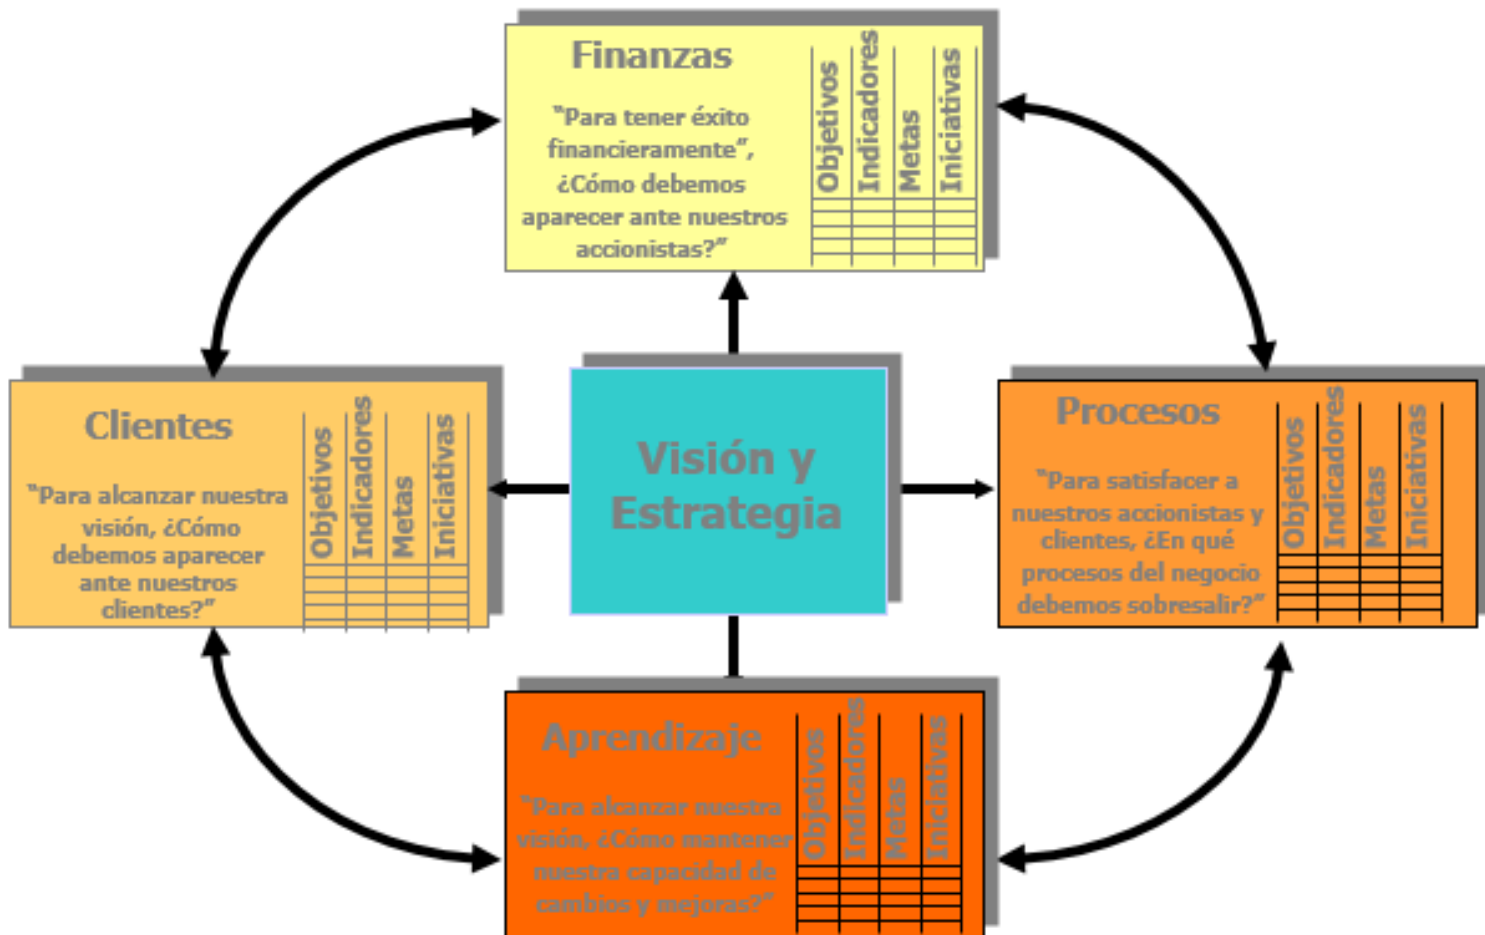 Finanzas
“Para tener éxito
financieramente”,
¿Cómo debemos
aparecer ante nuestros
accionistas?”
Objetivos
Indicadores
Metas
Iniciativas
Clientes
“Para alcanzar nuestra
visión, ¿Cómo
debemos aparecer
ante nuestros
clientes?”
Objetivos
Indicadores
Metas
Iniciativas
Visión y
Estrategia
Procesos
“Para satisfacer a
nuestros accionistas y
clientes, ¿En qué
procesos del negocio
debemos sobresalir?”
Objetivos
Indicadores
Metas
Iniciativas
Aprendizaje
“Para alcanzar nuestra
visión, ¿Cómo mantener
nuestra capacidad de
cambios y mejoras?”
Objetivos
Indicadores
Metas
Iniciativas